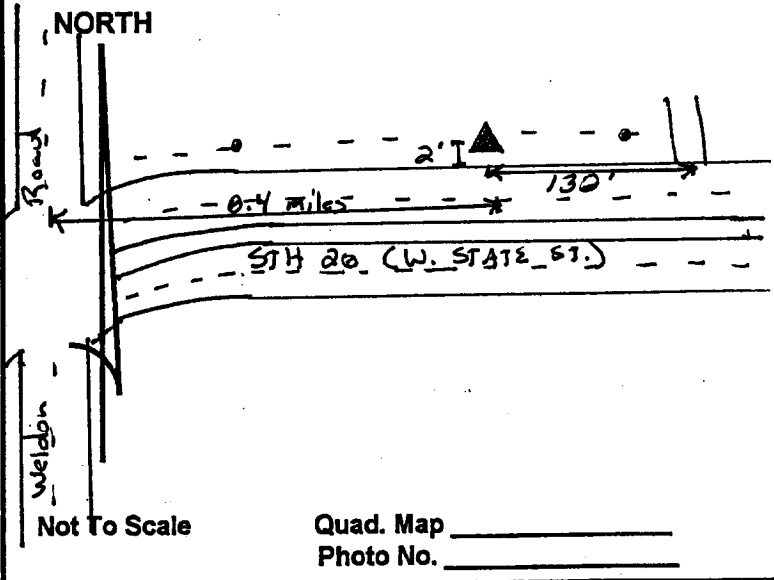 NORTH
Road
2'
130'
0.4 miles
STH 20 (W. STATE ST.)
Weldon
Not To Scale
Quad. Map
Photo No.